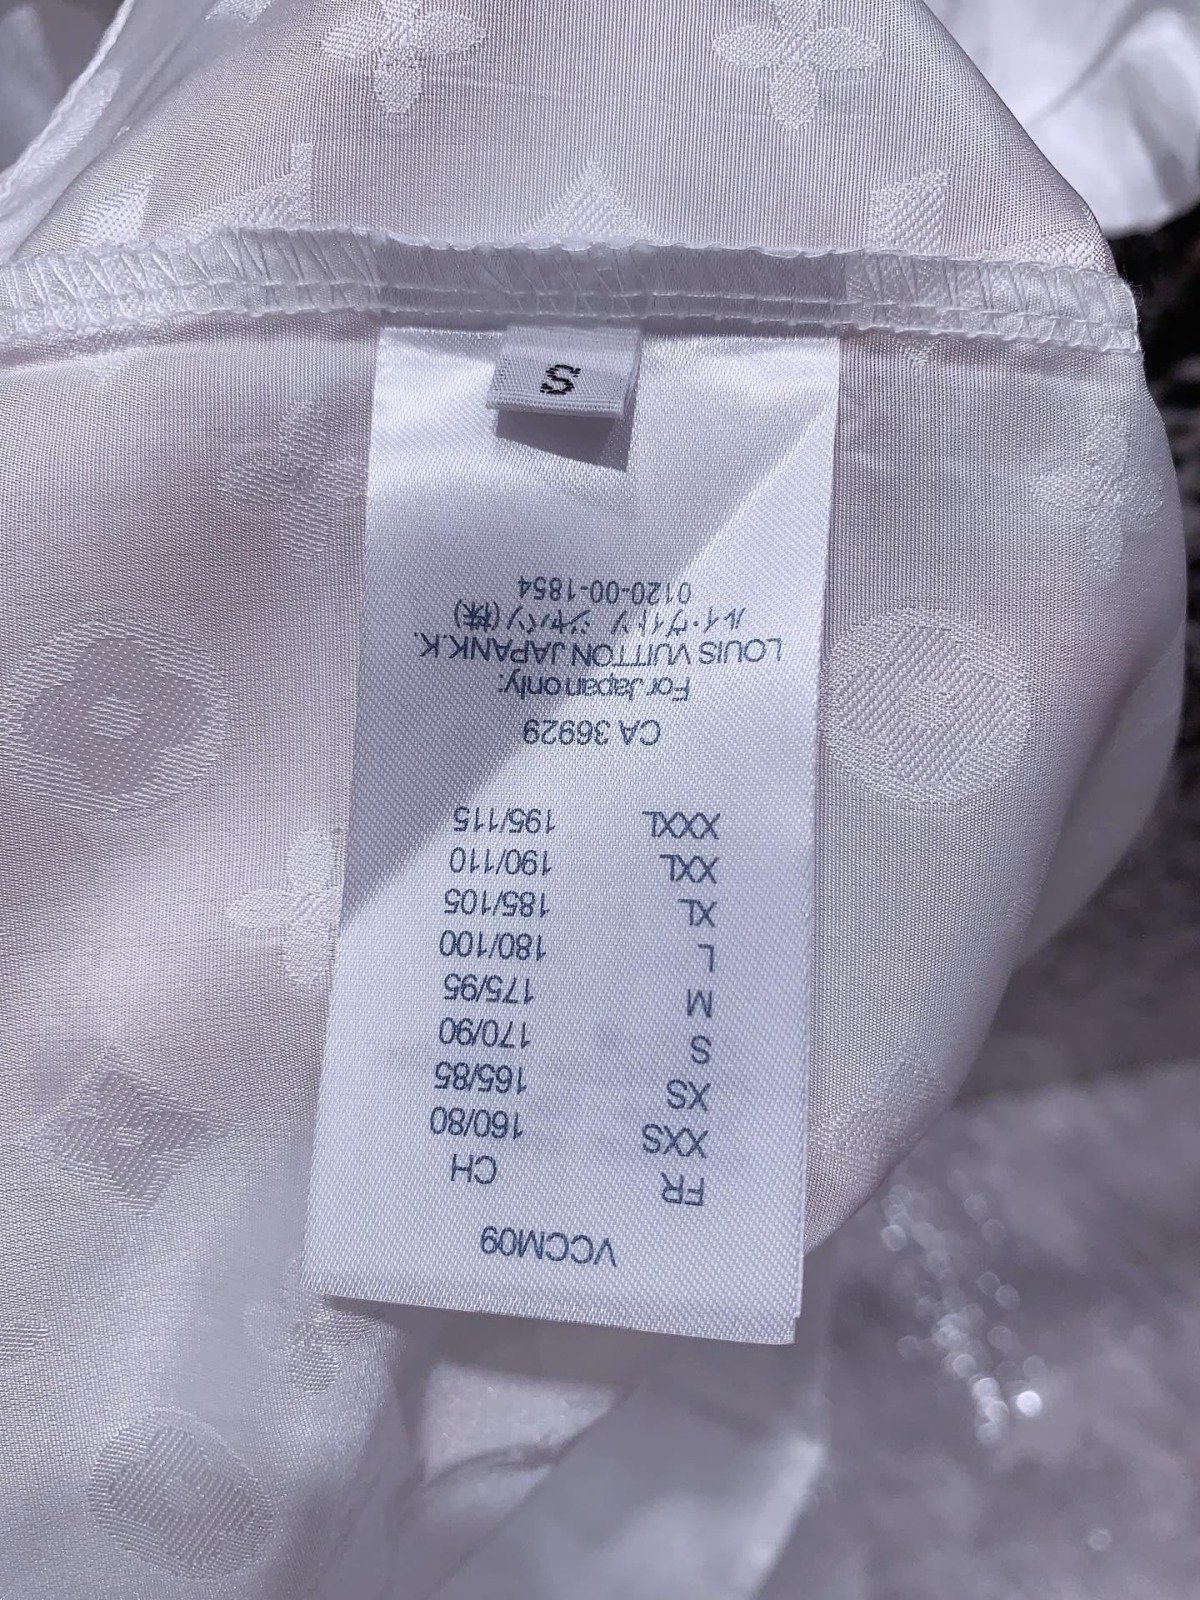 VCCM09
FR CH
XXS 160/80
XS 165/85
S 170/90
M 175/95
L 180/100
XL 185/105
XXL 190/110
XXXL 195/115
CA 36929
For Japan only:
LOUIS VUITTON JAPAN K.K.
ルイ・ヴィトン ジャパン(株)
0120-00-1854
S